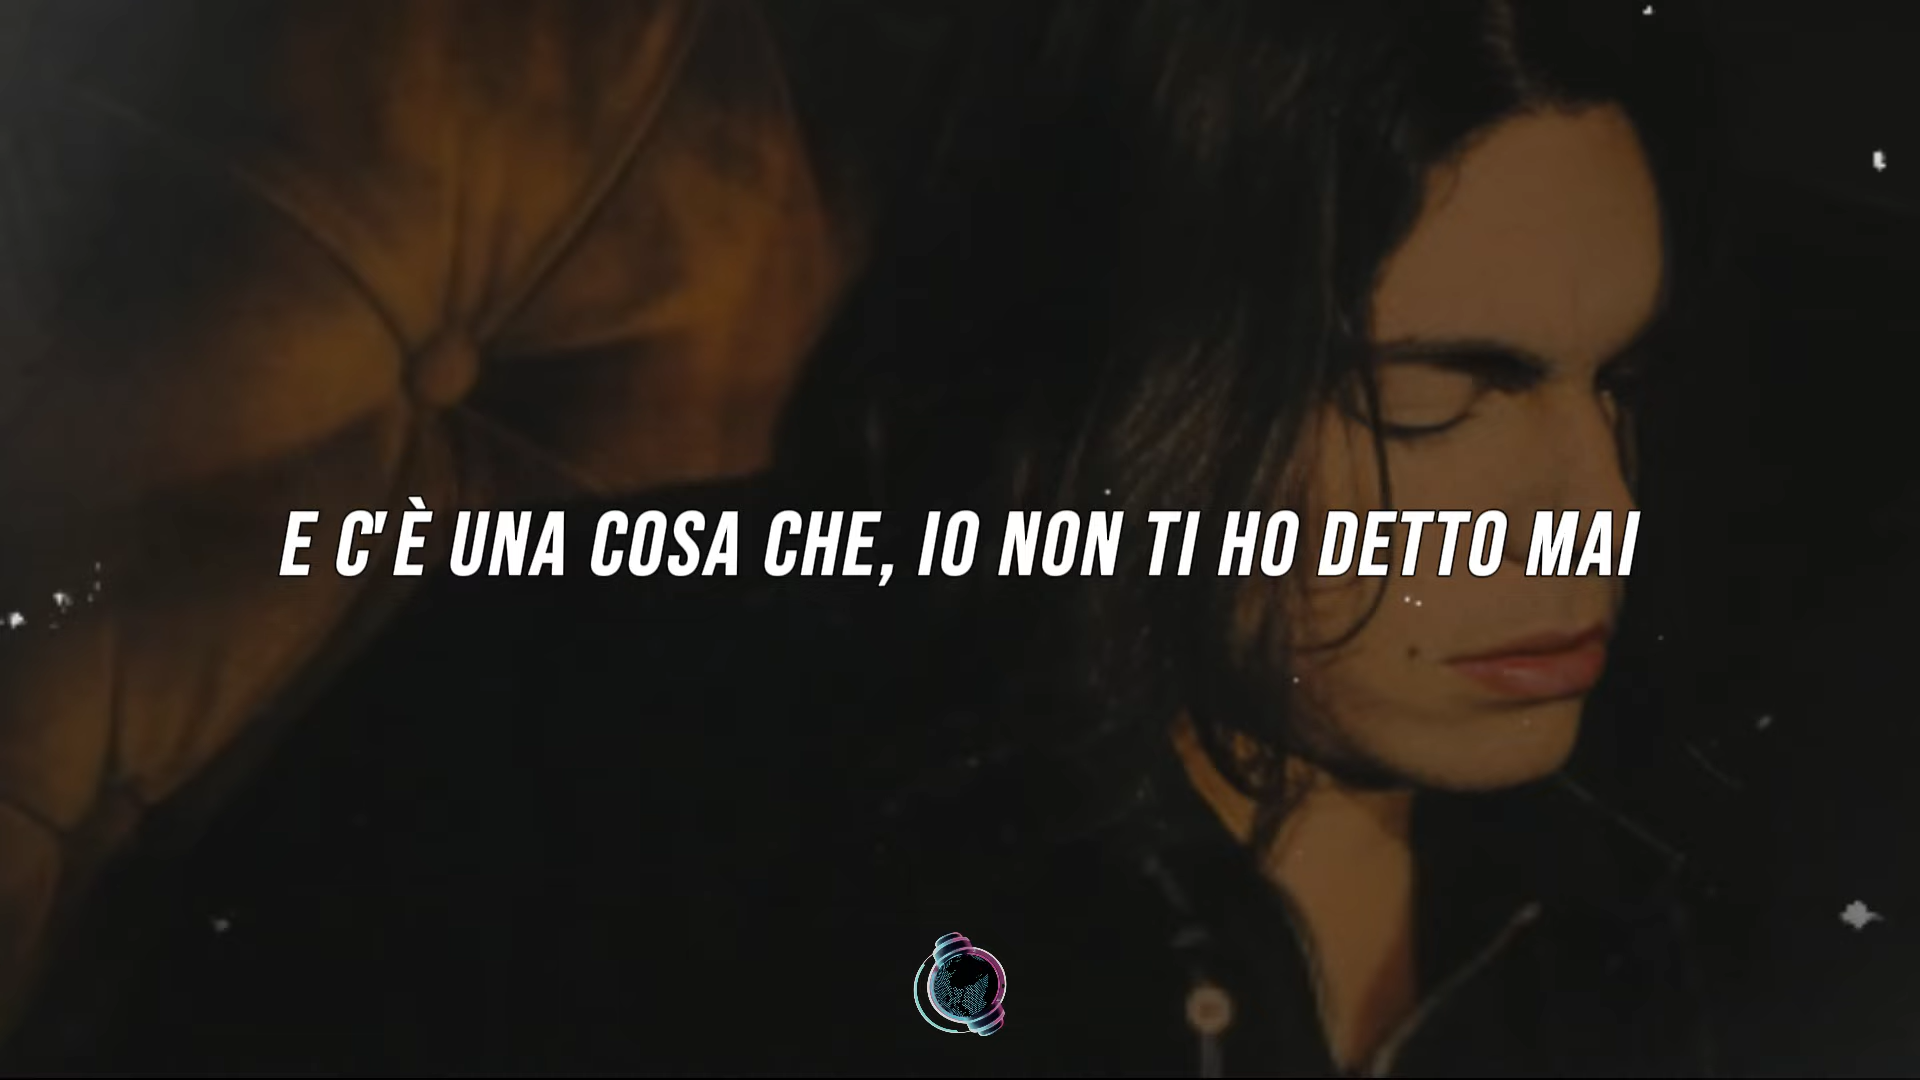 E C'È UNA COSA CHE, IO NON TI HO DETTO MAI